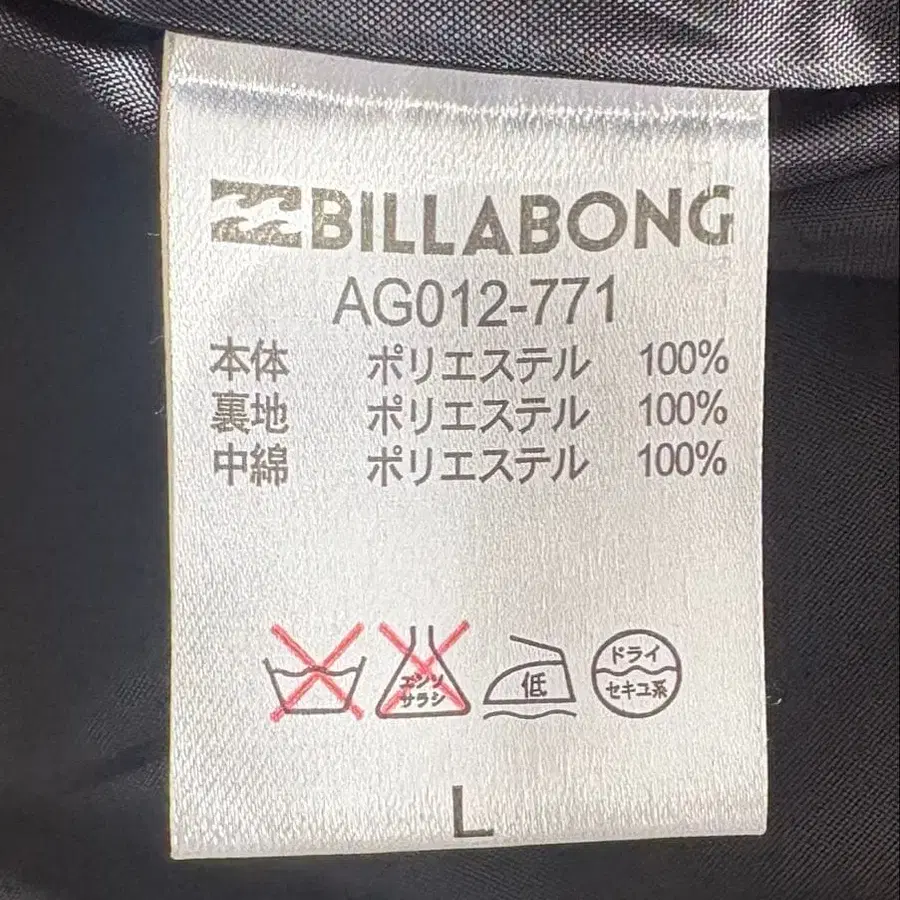 BILLABONG
AG012-771
本体 ポリエステル 100%
裏地 ポリエステル 100%
中綿 ポリエステル 100%
エンソ
サラシ
低
ドライ
セキユ系
L